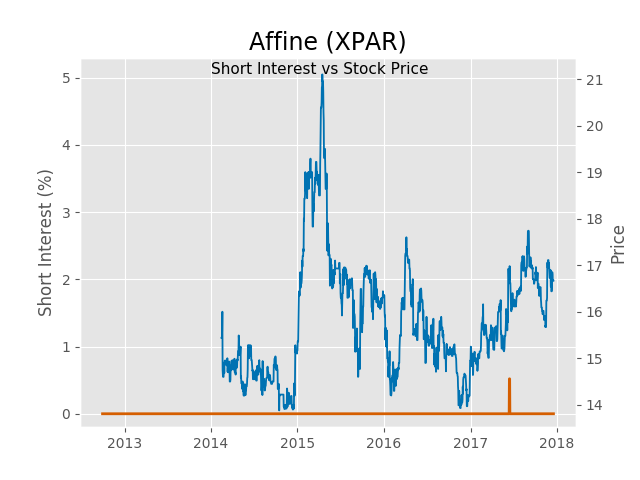 Affine (XPAR)
Short Interest vs Stock Price
Short Interest (%)
5
4
3
2
1
0
21
20
19
18
17
16
15
14
Price
2013 2014 2015 2016 2017 2018